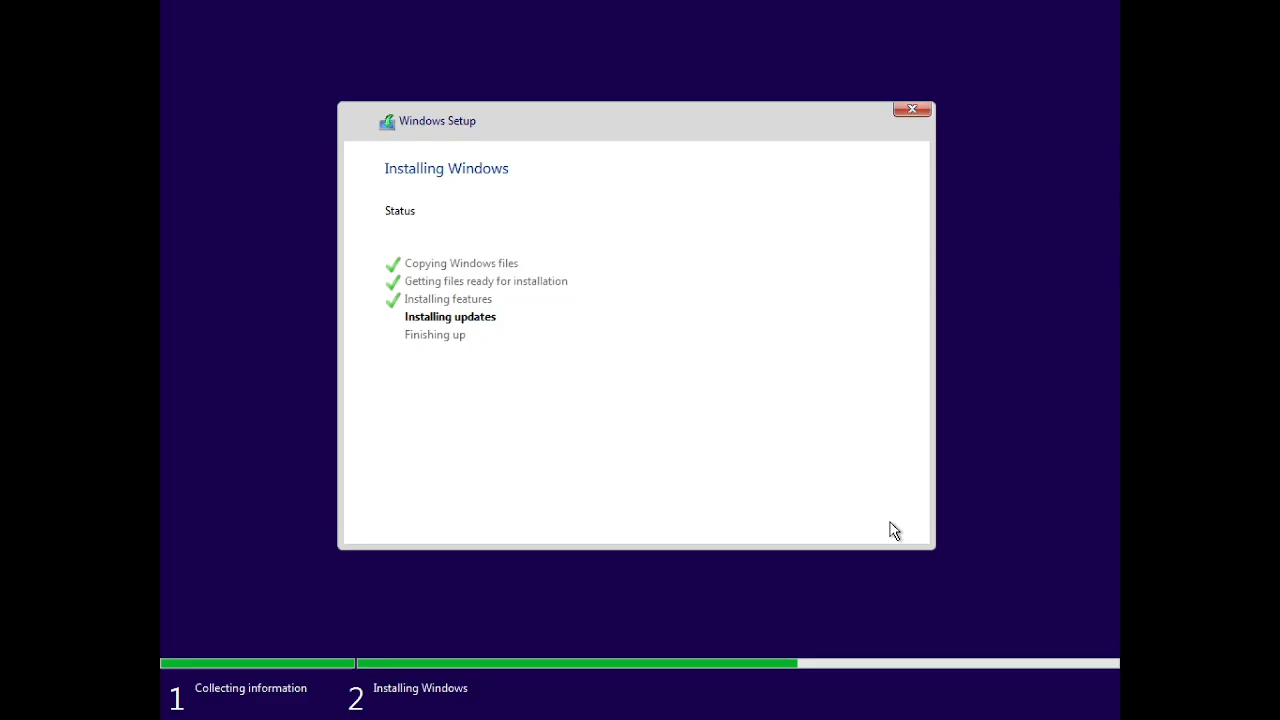 Windows Setup
Installing Windows
Status
Copying Windows files
Getting files ready for installation
Installing features
Installing updates
Finishing up
1 Collecting information
2 Installing Windows